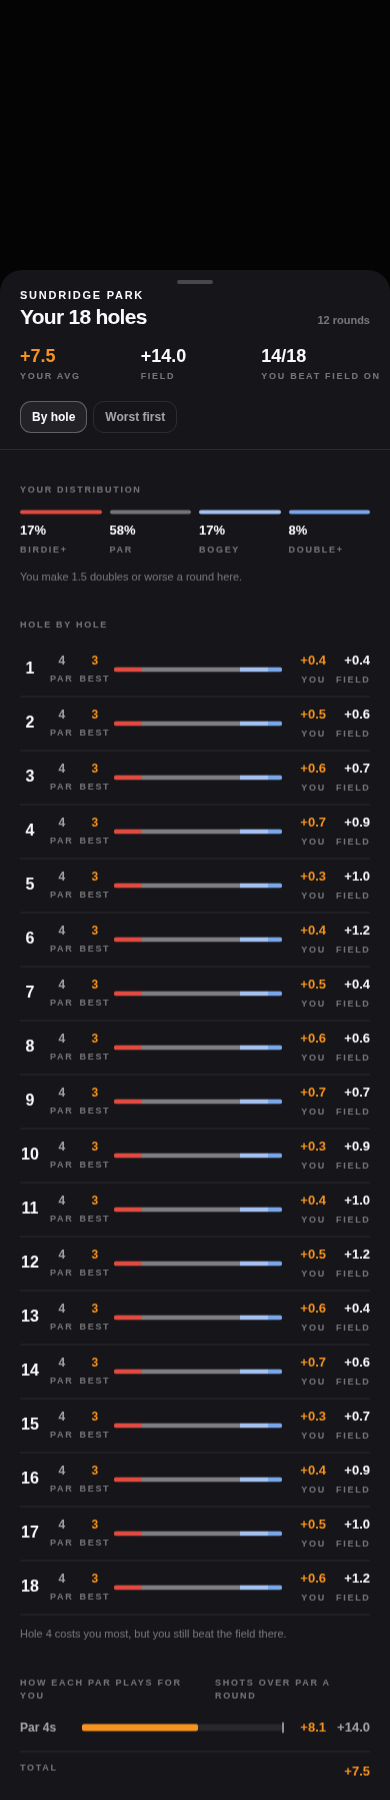 SUNDRIDGE PARK
Your 18 holes 12 rounds
+7.5 +14.0 14/18
YOUR AVG FIELD YOU BEAT FIELD ON
By hole Worst first
YOUR DISTRIBUTION
17% 58% 17% 8%
BIRDIE+ PAR BOGEY DOUBLE+
You make 1.5 doubles or worse a round here.
HOLE BY HOLE
1 4 3 +0.4 +0.4
PAR BEST YOU FIELD
2 4 3 +0.5 +0.6
PAR BEST YOU FIELD
3 4 3 +0.6 +0.7
PAR BEST YOU FIELD
4 4 3 +0.7 +0.9
PAR BEST YOU FIELD
5 4 3 +0.3 +1.0
PAR BEST YOU FIELD
6 4 3 +0.4 +1.2
PAR BEST YOU FIELD
7 4 3 +0.5 +0.4
PAR BEST YOU FIELD
8 4 3 +0.6 +0.6
PAR BEST YOU FIELD
9 4 3 +0.7 +0.7
PAR BEST YOU FIELD
10 4 3 +0.3 +0.9
PAR BEST YOU FIELD
11 4 3 +0.4 +1.0
PAR BEST YOU FIELD
12 4 3 +0.5 +1.2
PAR BEST YOU FIELD
13 4 3 +0.6 +0.4
PAR BEST YOU FIELD
14 4 3 +0.7 +0.6
PAR BEST YOU FIELD
15 4 3 +0.3 +0.7
PAR BEST YOU FIELD
16 4 3 +0.4 +0.9
PAR BEST YOU FIELD
17 4 3 +0.5 +1.0
PAR BEST YOU FIELD
18 4 3 +0.6 +1.2
PAR BEST YOU FIELD
Hole 4 costs you most, but you still beat the field there.
HOW EACH PAR PLAYS FOR YOU
SHOTS OVER PAR A ROUND
Par 4s +8.1 +14.0
TOTAL +7.5